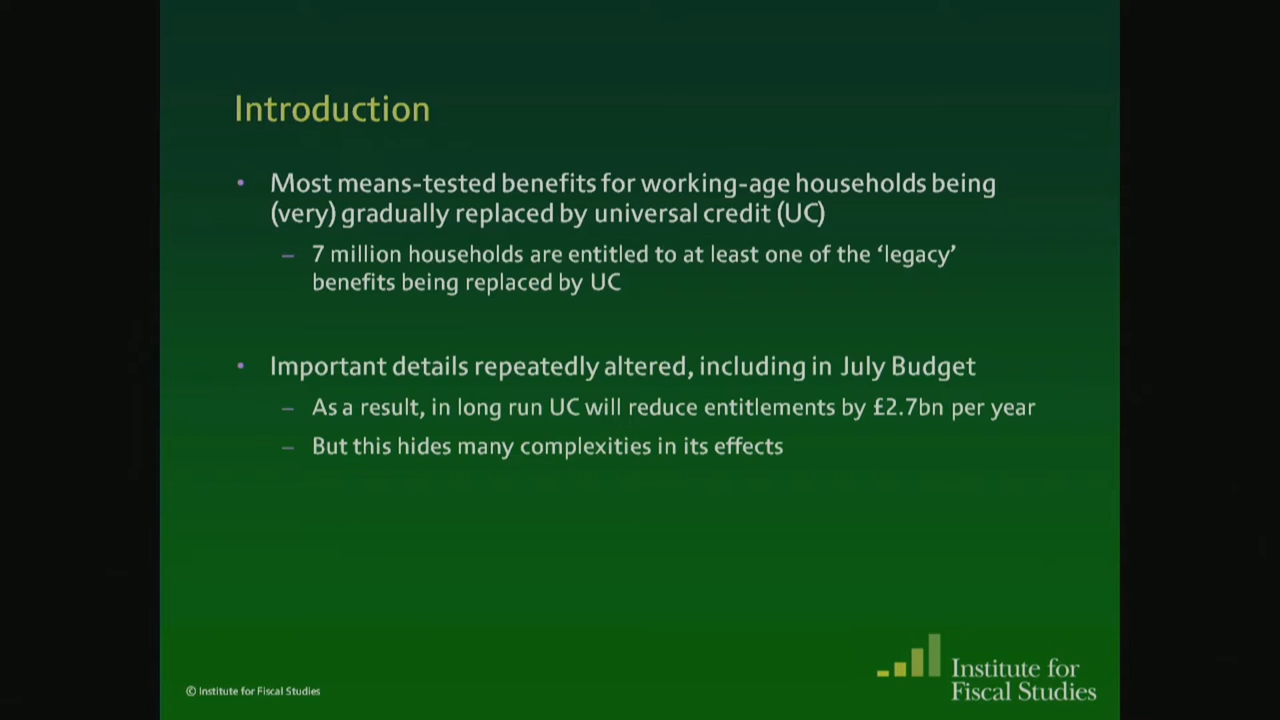 Introduction
• Most means-tested benefits for working-age households being
(very) gradually replaced by universal credit (UC)
– 7 million households are entitled to at least one of the ‘legacy’
benefits being replaced by UC
• Important details repeatedly altered, including in July Budget
– As a result, in long run UC will reduce entitlements by £2.7bn per year
– But this hides many complexities in its effects
© Institute for Fiscal Studies
Institute for
Fiscal Studies